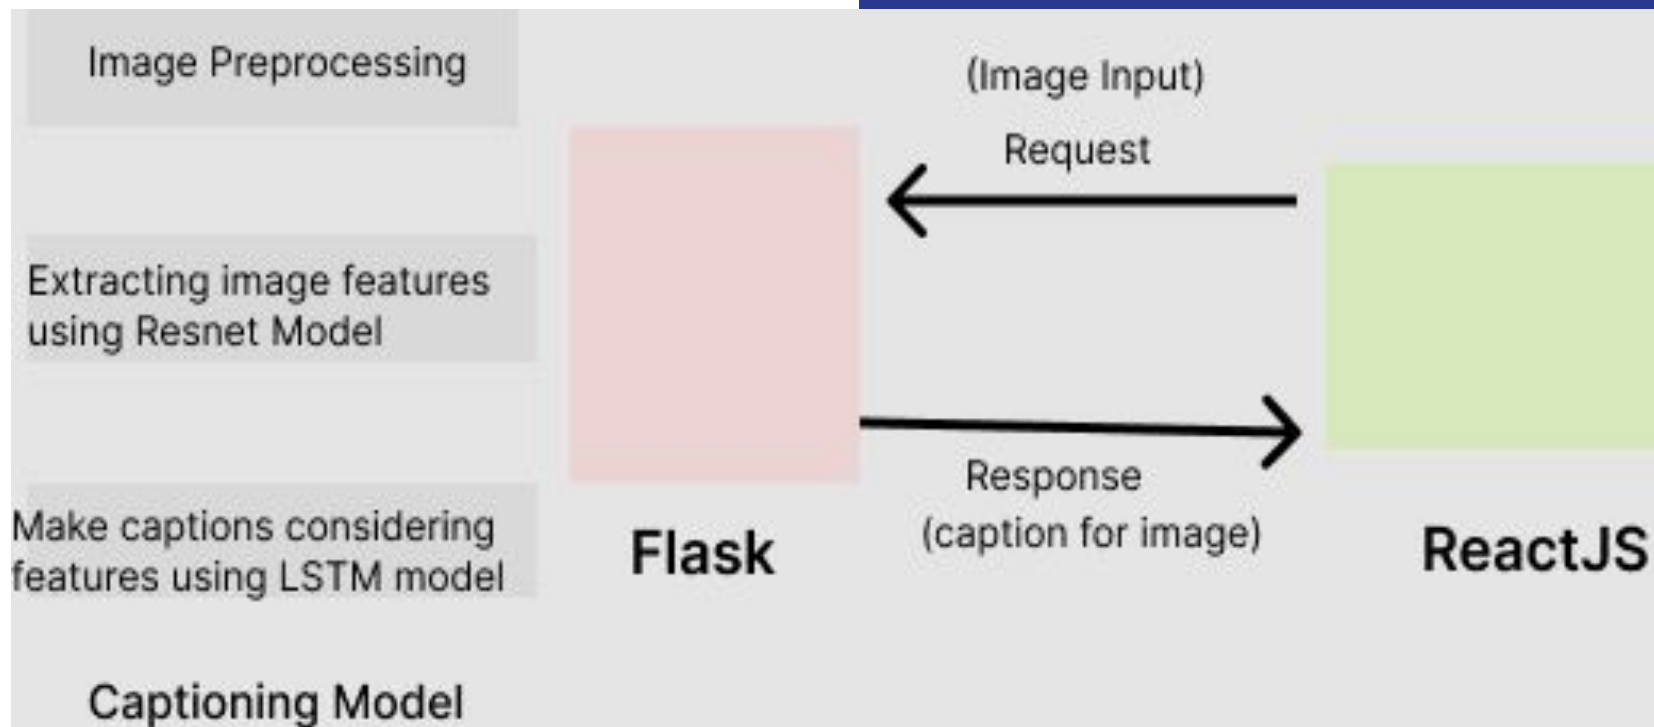 Image Preprocessing
Extracting image features
using Resnet Model
Make captions considering
features using LSTM model
Captioning Model
Flask
(Image Input)
Request
Response
(caption for image)
ReactJS